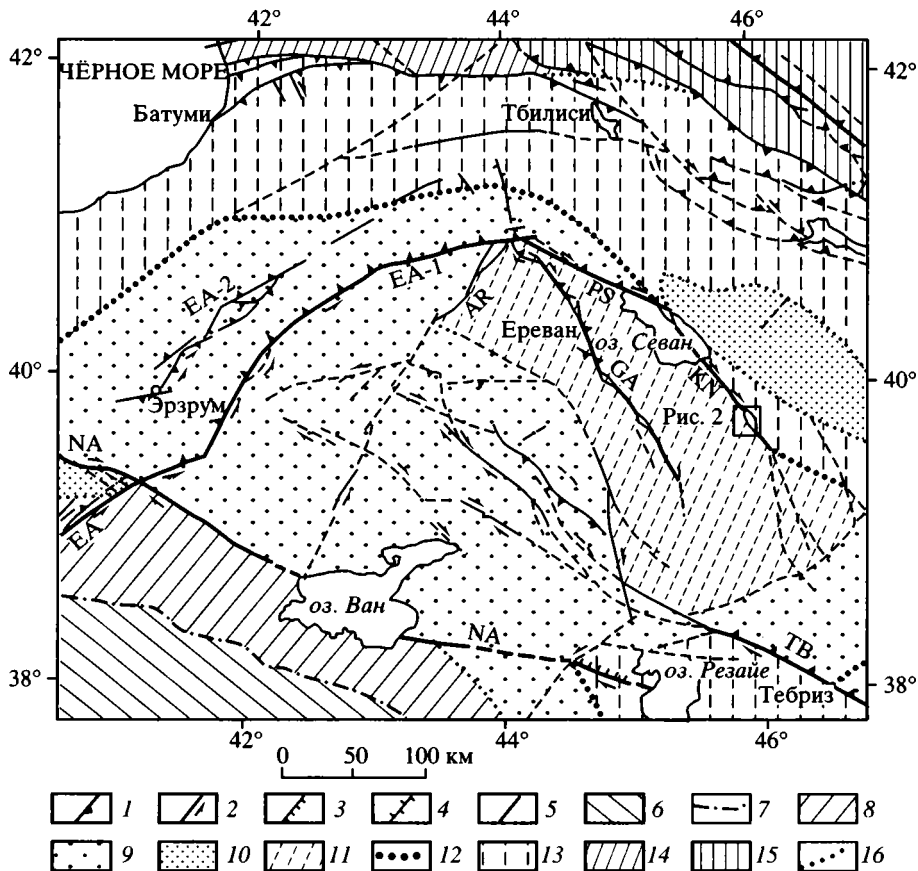 42° 44° 46°
42° 42°
ЧЁРНОЕ МОРЕ
Батуми Тбилиси
EA-2 EA-1 PS
AR
Ереван оз. Севан
40° 40°
GA KN
Эрзрум Рис. 2
NA
EA
оз. Ван
NA TB
38° оз. Резайе 38°
Тебриз
42° 44° 46°
0 50 100 км
1 2 3 4 5 6 7 8
9 10 11 12 13 14 15 16